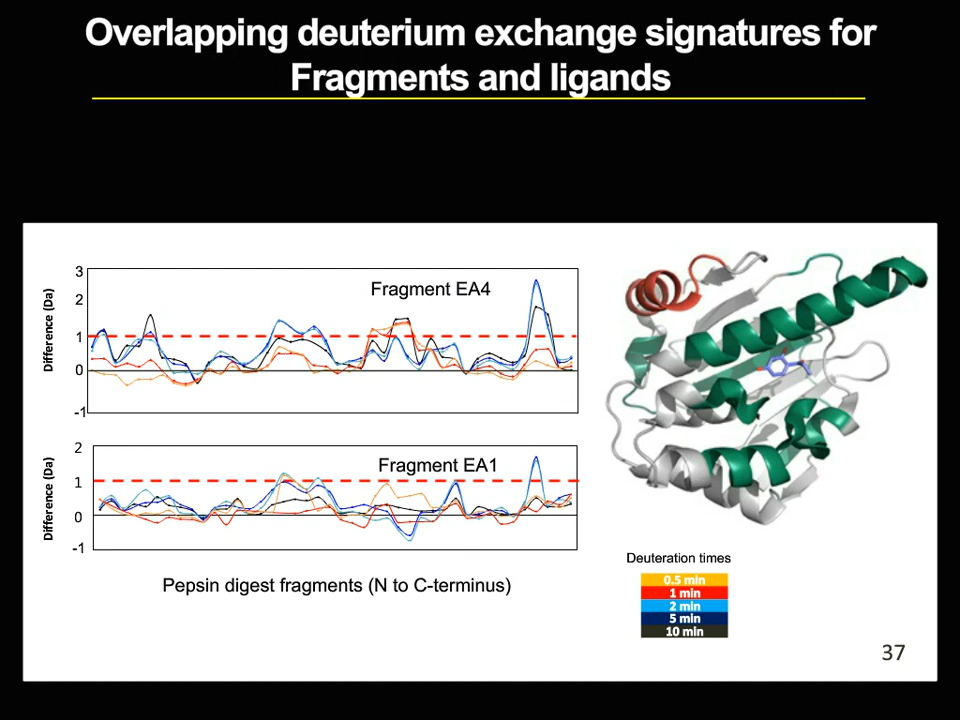 Overlapping deuterium exchange signatures for
Fragments and ligands
Difference (Da)
3
2
1
0
-1
Fragment EA4
Difference (Da)
2
1
0
-1
Fragment EA1
Pepsin digest fragments (N to C-terminus)
Deuteration times
0.5 min
1 min
2 min
5 min
10 min
37